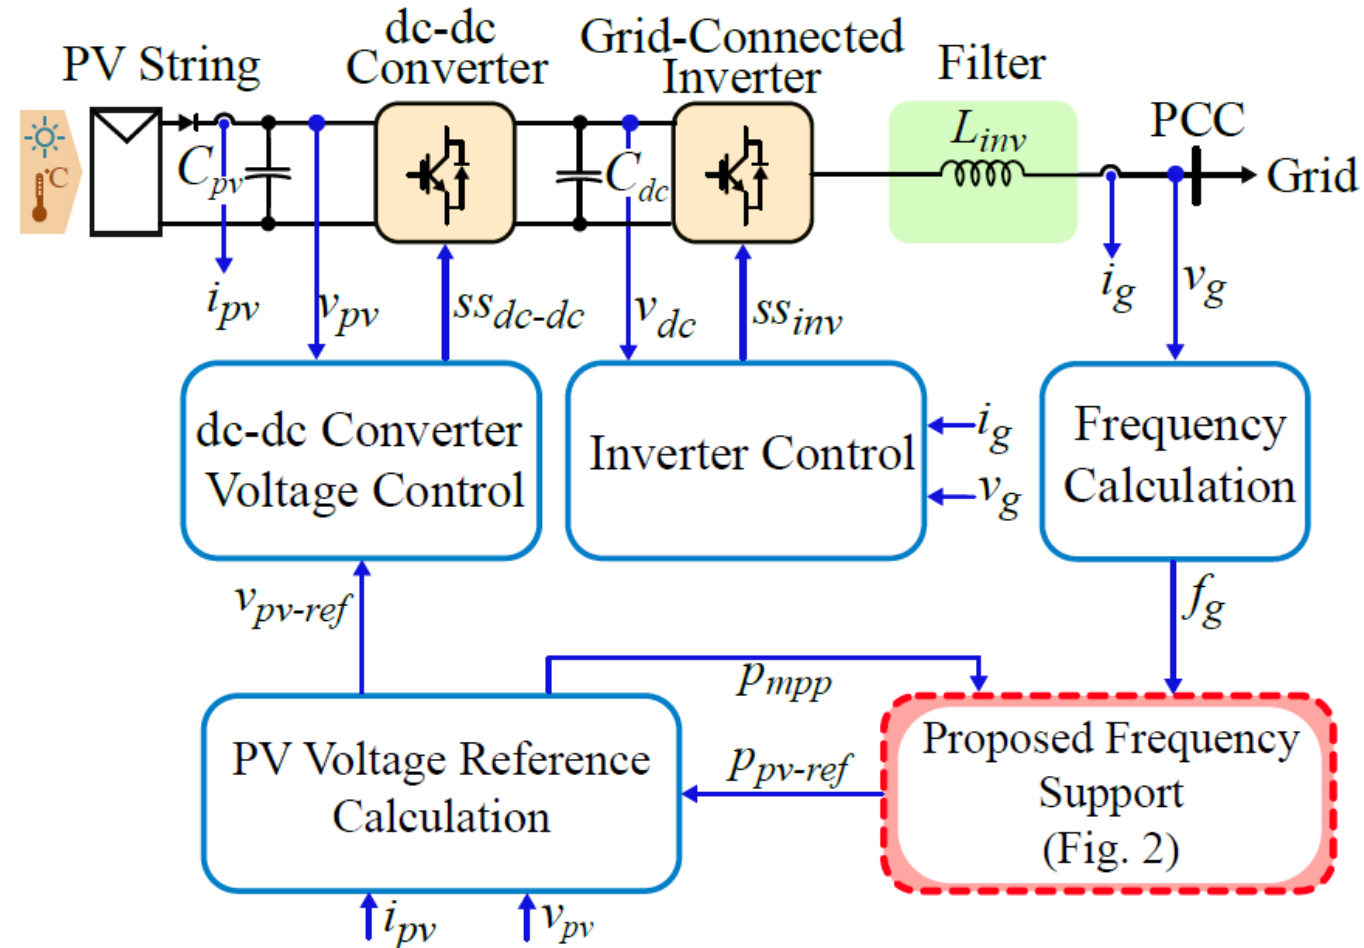 PV String
dc-dc
Converter
Grid-Connected
Inverter
Filter
PCC
Grid
°C
C_pv
C_dc
L_inv
i_pv
v_pv
ss_dc-dc
v_dc
ss_inv
i_g
v_g
dc-dc Converter
Voltage Control
Inverter Control
i_g
v_g
Frequency
Calculation
v_pv-ref
f_g
p_mpp
PV Voltage Reference
Calculation
p_pv-ref
Proposed Frequency
Support
(Fig. 2)
i_pv
v_pv